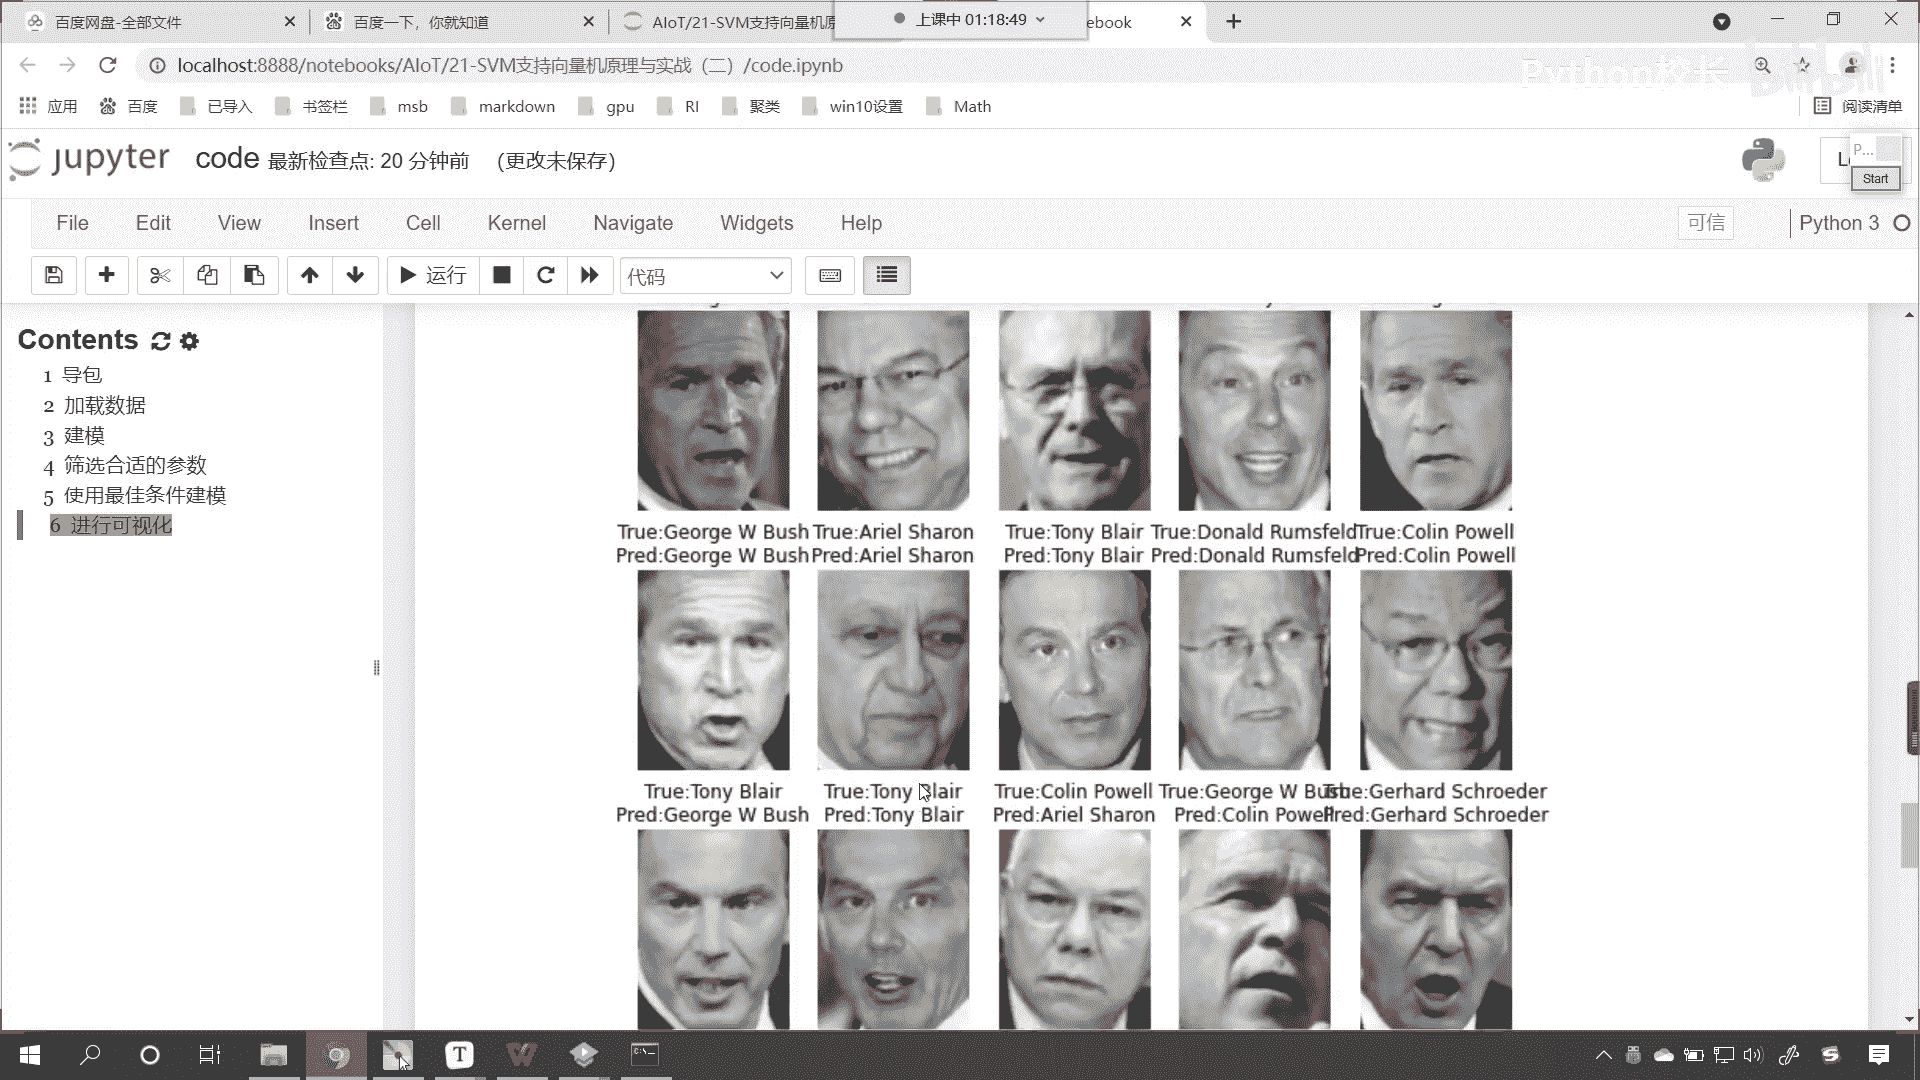 百度网盘-全部文件
百度一下，你就知道
AIoT/21-SVM支持向量机原
上课中 01:18:49
ebook
localhost:8888/notebooks/AIoT/21-SVM支持向量机原理与实战（二）/code.ipynb
Python校长
bilibili
应用 百度 已导入 书签栏 msb markdown gpu RI 聚类 win10设置 Math 阅读清单
jupyter code 最新检查点: 20 分钟前 (更改未保存)
P...
Start
File Edit View Insert Cell Kernel Navigate Widgets Help 可信 Python 3
运行 代码
Contents
1 导包
2 加载数据
3 建模
4 筛选合适的参数
5 使用最佳条件建模
6 进行可视化
True:George W Bush True:Ariel Sharon True:Tony Blair True:Donald Rumsfeld True:Colin Powell
Pred:George W Bush Pred:Ariel Sharon Pred:Tony Blair Pred:Donald Rumsfeld Pred:Colin Powell
True:Tony Blair True:Tony Blair True:Colin Powell True:George W Bush True:Gerhard Schroeder
Pred:George W Bush Pred:Tony Blair Pred:Ariel Sharon Pred:Colin Powell Pred:Gerhard Schroeder